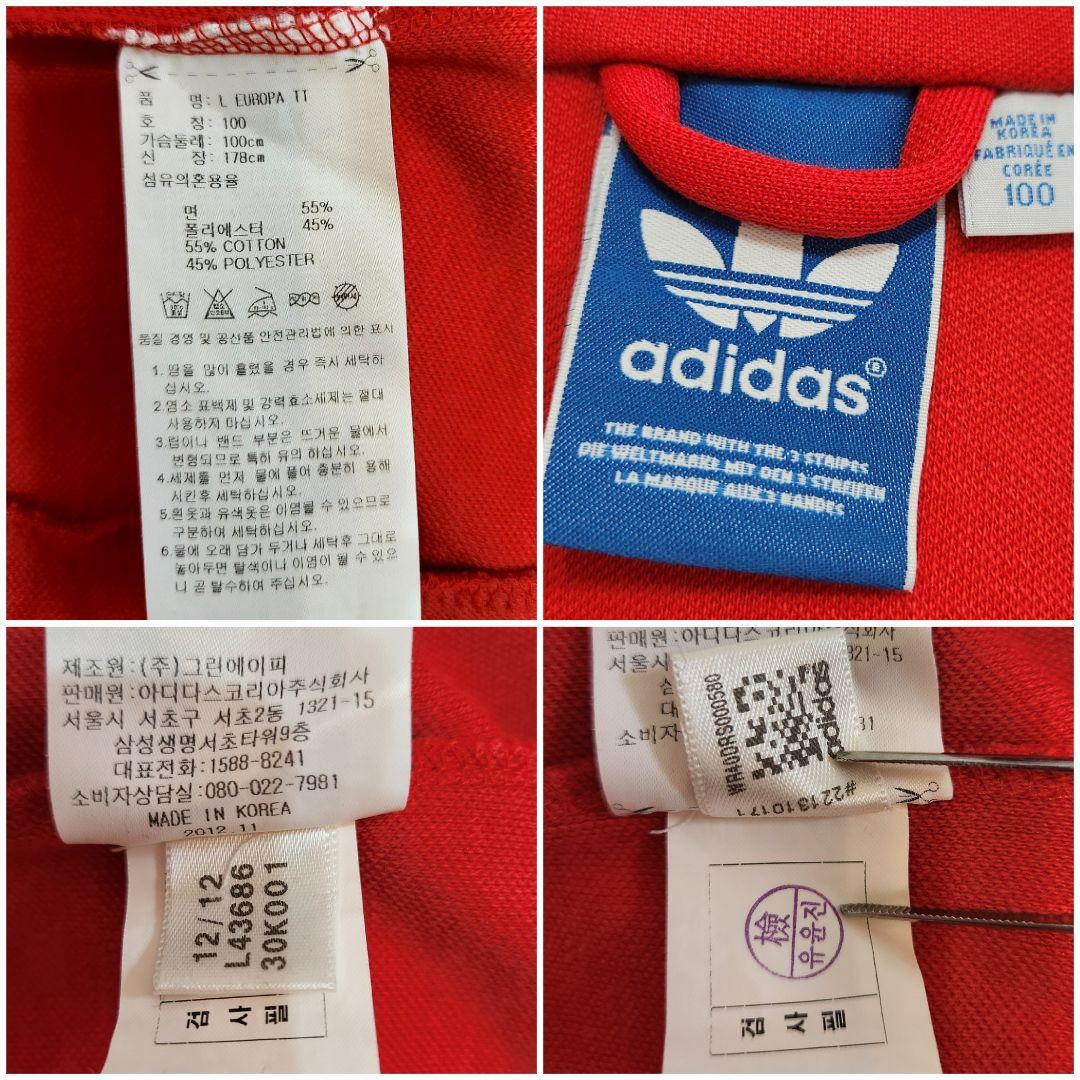 품 명: L EUROPA TT
호 칭: 100
가슴둘레: 100cm
신 장: 178cm
섬유의혼용율
면 55%
폴리에스터 45%
55% COTTON
45% POLYESTER
품질 경영 및 공산품 안전관리법에 의한 표시
1. 땀을 많이 흘렸을 경우 즉시 세탁하
십시오.
2.염소 표백제 및 강력효소세제는 절대
사용하지 마십시오.
3.립이나 밴드 부분은 뜨거운 물에서
변형되므로 특히 유의 하십시오.
4.세제를 먼저 물에 풀어 충분히 용해
시킨후 세탁하십시오.
5.흰옷과 유색옷은 이염될 수 있으므로
구분하여 세탁하십시오.
6.물에 오래 담가 두거나 세탁후 그대로
놓아두면 탈색이나 이염이 될 수 있으
니 곧 탈수하여 주십시오.
MADE IN
KOREA
FABRIQUÉ EN
CORÉE
100
adidas®
THE BRAND WITH THE 3 STRIPES
DIE WELTMARKE MIT DEN 3 STREIFEN
LA MARQUE AUX 3 BANDES
제조원:(주)그린에이피
판매원:아디다스코리아주식회사
서울시 서초구 서초2동 1321-15
삼성생명서초타워9층
대표전화:1588-8241
소비자상담실:080-022-7981
MADE IN KOREA
2012.11
12/12
L43686
30K001
검 사 필
판매원:아디다스코리아주식회사
서울시 321-15
삼
대
소비자 31
adidas
#221310171
檢
유윤진
검 사 필